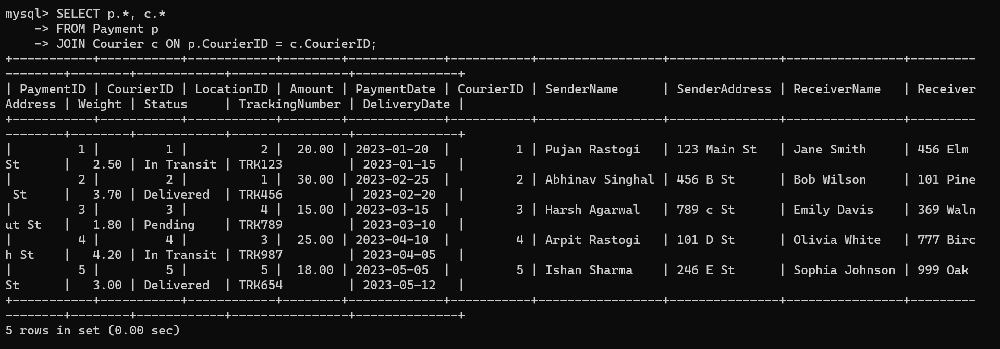 mysql> SELECT p.*, c.*
    -> FROM Payment p
    -> JOIN Courier c ON p.CourierID = c.CourierID;
+-----------+-----------+------------+--------+-------------+-----------+-----------------+---------------+----------------+---------
--------+--------+------------+----------------+--------------+
| PaymentID | CourierID | LocationID | Amount | PaymentDate | CourierID | SenderName      | SenderAddress | ReceiverName   | Receiver
Address | Weight | Status     | TrackingNumber | DeliveryDate |
+-----------+-----------+------------+--------+-------------+-----------+-----------------+---------------+----------------+---------
--------+--------+------------+----------------+--------------+
|         1 |         1 |          2 |  20.00 | 2023-01-20  |         1 | Pujan Rastogi   | 123 Main St   | Jane Smith     | 456 Elm
St      |   2.50 | In Transit | TRK123         | 2023-01-15   |
|         2 |         2 |          1 |  30.00 | 2023-02-25  |         2 | Abhinav Singhal | 456 B St      | Bob Wilson     | 101 Pine
 St     |   3.70 | Delivered  | TRK456         | 2023-02-20   |
|         3 |         3 |          4 |  15.00 | 2023-03-15  |         3 | Harsh Agarwal   | 789 c St      | Emily Davis    | 369 Waln
ut St   |   1.80 | Pending    | TRK789         | 2023-03-10   |
|         4 |         4 |          3 |  25.00 | 2023-04-10  |         4 | Arpit Rastogi   | 101 D St      | Olivia White   | 777 Birc
h St    |   4.20 | In Transit | TRK987         | 2023-04-05   |
|         5 |         5 |          5 |  18.00 | 2023-05-05  |         5 | Ishan Sharma    | 246 E St      | Sophia Johnson | 999 Oak
St      |   3.00 | Delivered  | TRK654         | 2023-05-12   |
+-----------+-----------+------------+--------+-------------+-----------+-----------------+---------------+----------------+---------
--------+--------+------------+----------------+--------------+
5 rows in set (0.00 sec)